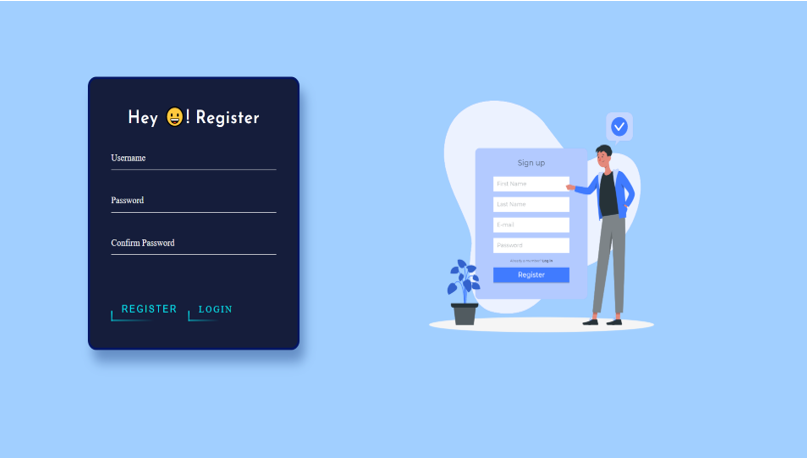 Hey 😀! Register
Username
Password
Confirm Password
REGISTER LOGIN
Sign up
First Name
Last Name
E-mail
Password
Already a member? Log in
Register